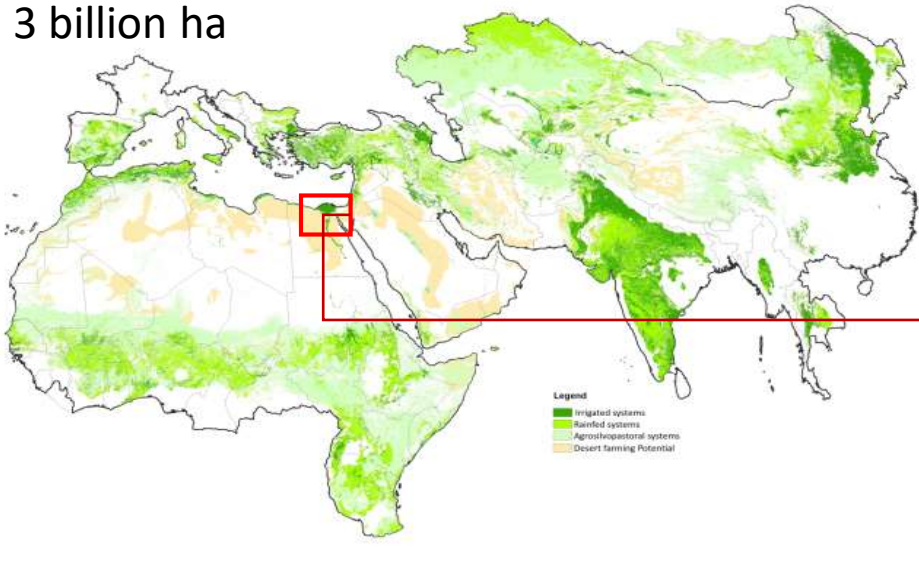 3 billion ha
Legend
Irrigated systems
Rainfed systems
Agrosilvopastoral systems
Desert farming Potential